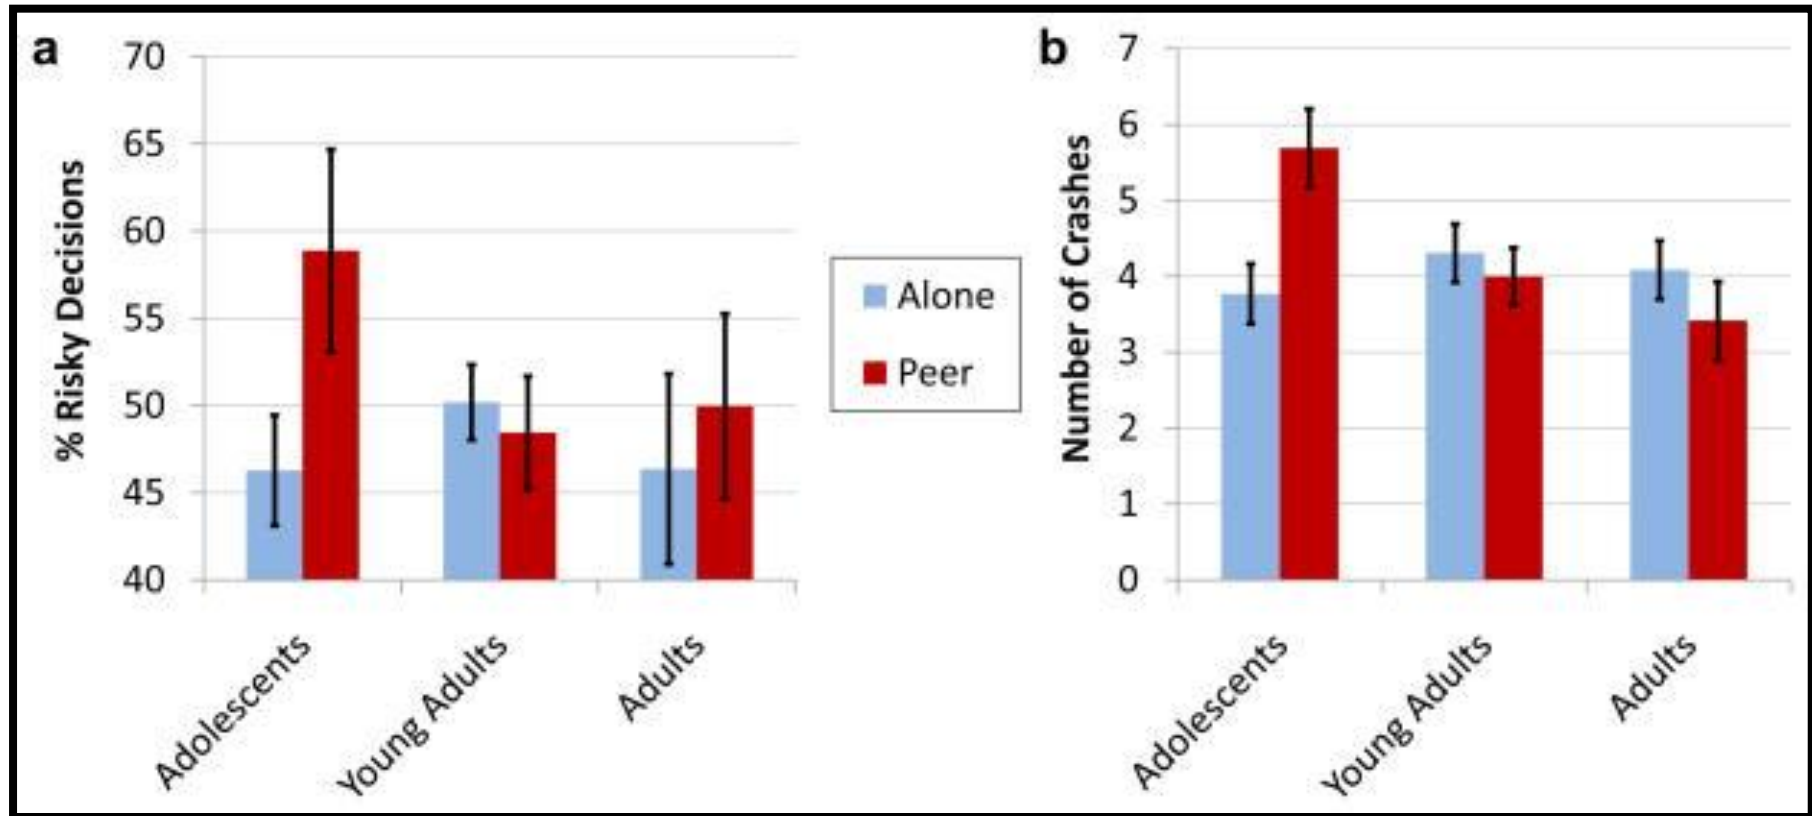 a
% Risky Decisions
70
65
60
55
50
45
40
Adolescents
Young Adults
Adults
Alone
Peer
b
Number of Crashes
7
6
5
4
3
2
1
0
Adolescents
Young Adults
Adults